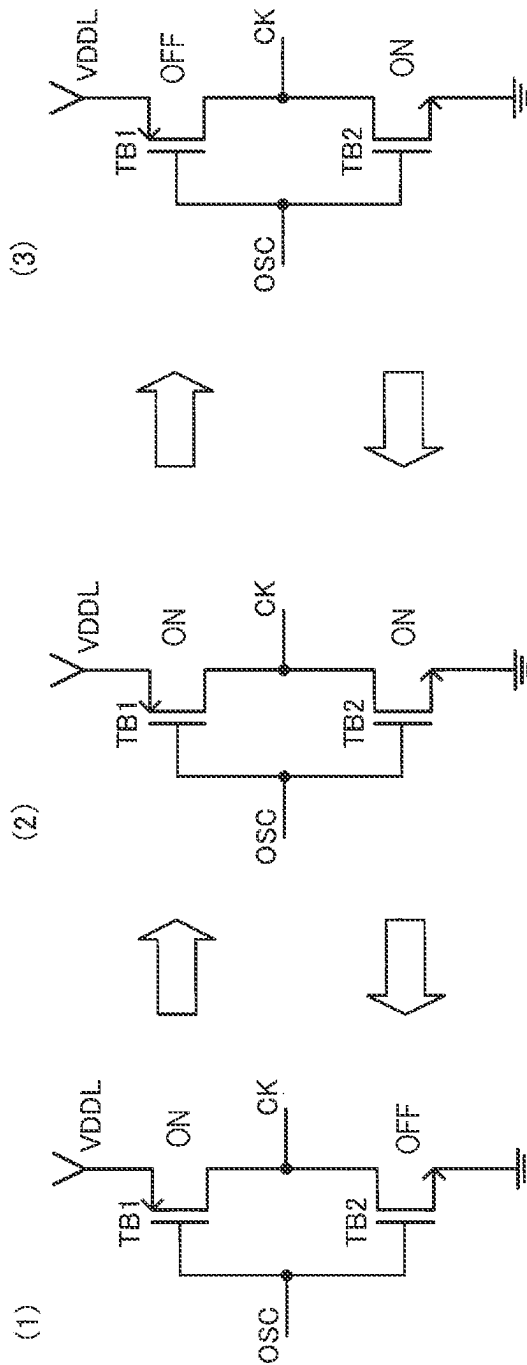 (1)
VDDL
TB1
ON
OSC
CK
TB2
OFF
(2)
VDDL
TB1
ON
OSC
CK
TB2
ON
(3)
VDDL
TB1
OFF
OSC
CK
TB2
ON